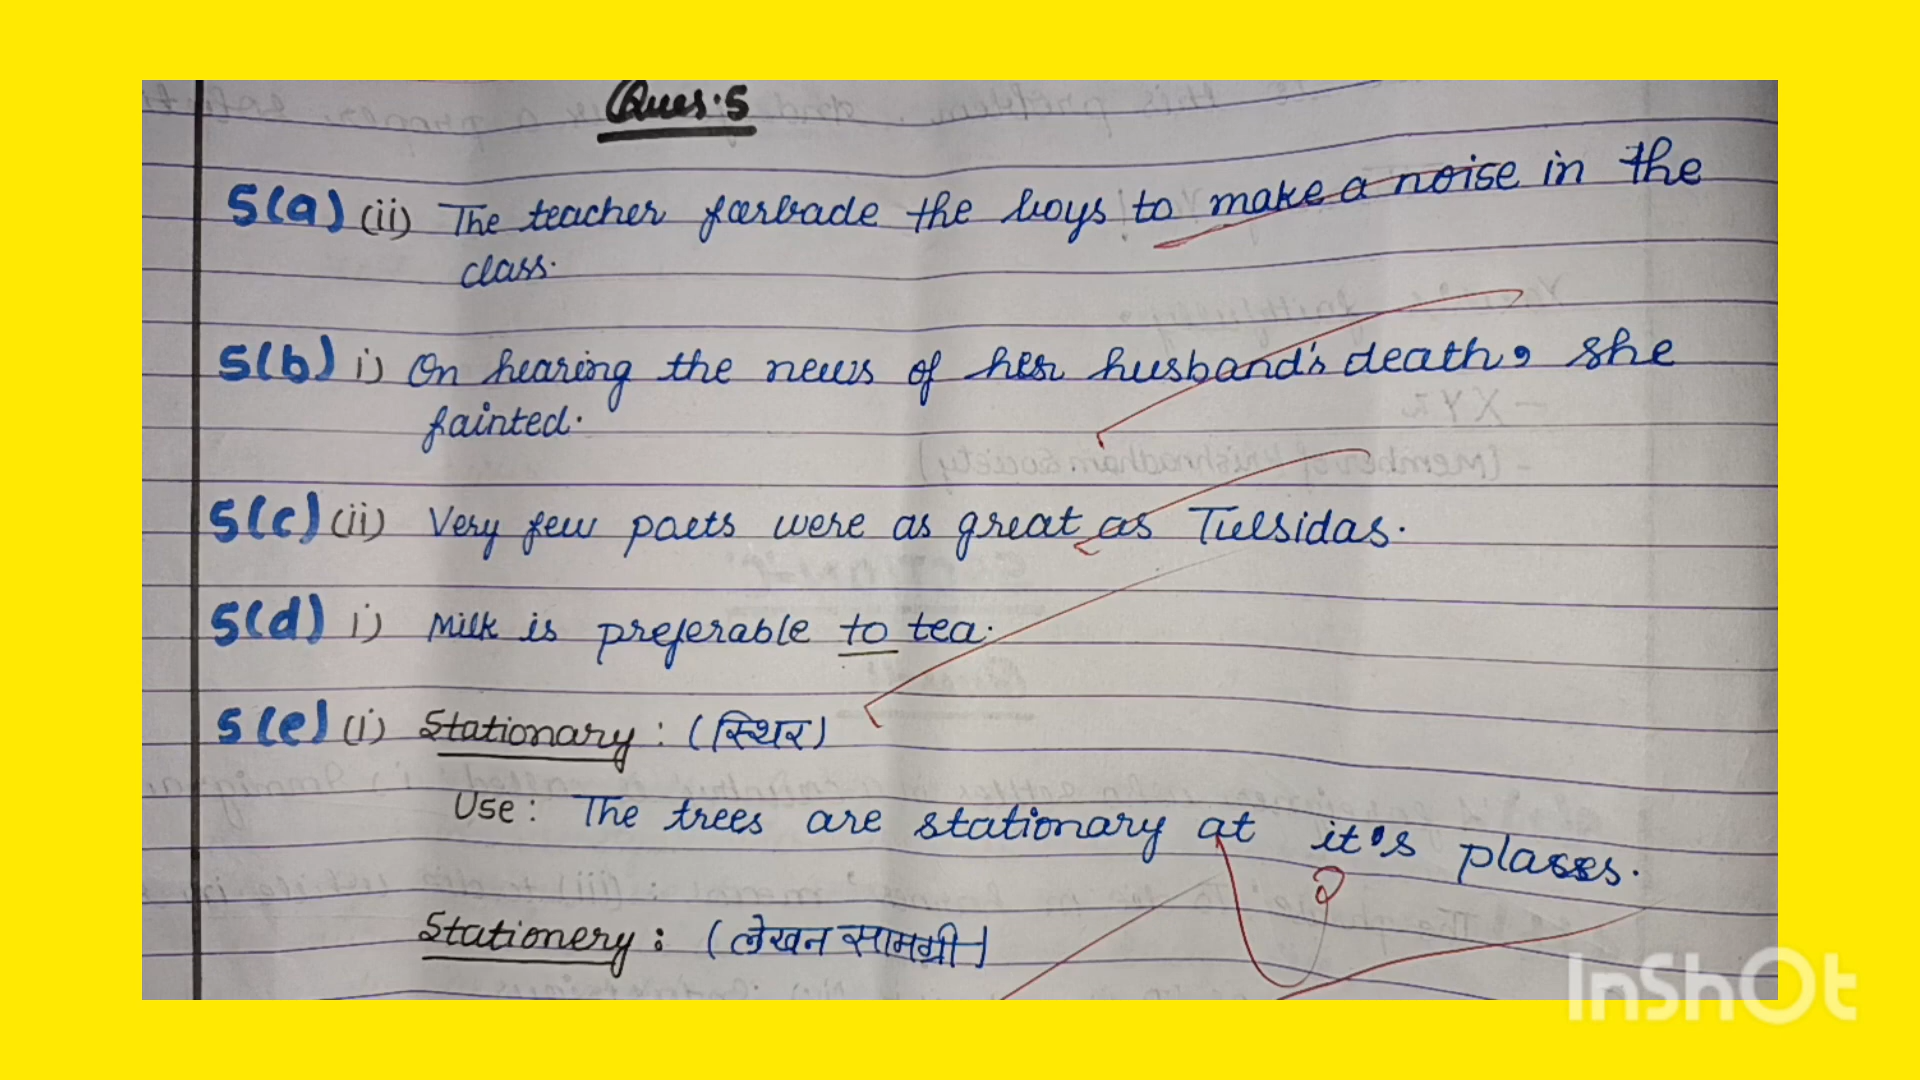 Ques.5
5(a) (ii) The teacher forbade the boys to make a noise in the
class.
5(b) i) On hearing the news of her husband's death, she
fainted.
5(c) (ii) Very few poets were as great as Tulsidas.
5(d) i) Milk is preferable to tea.
5(e) (i) Stationary : (स्थिर)
Use : The trees are stationary at it's places.
Stationery : (लेखन सामग्री)
InShOt